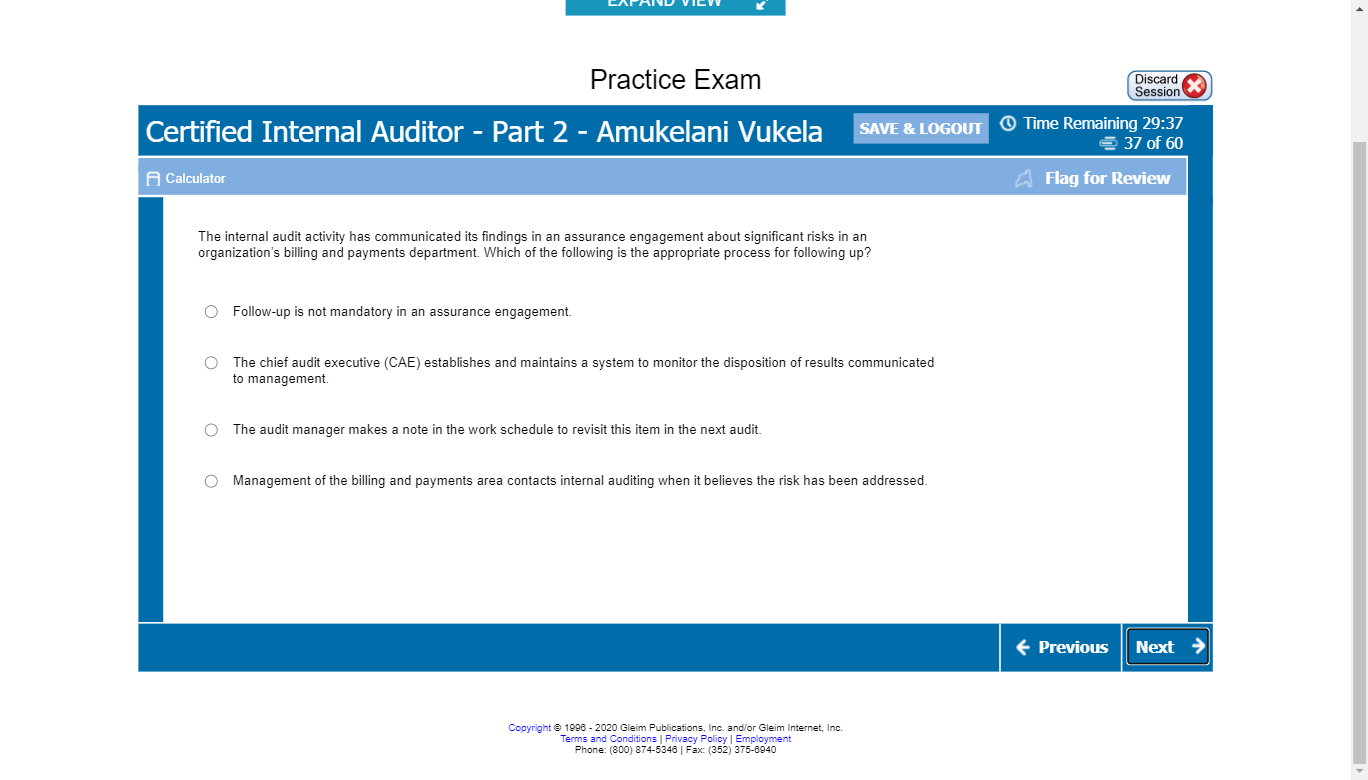 EXPAND VIEW
Practice Exam
Discard
Session
Certified Internal Auditor - Part 2 - Amukelani Vukela
SAVE & LOGOUT
Time Remaining 29:37
37 of 60
Calculator
Flag for Review
The internal audit activity has communicated its findings in an assurance engagement about significant risks in an
organization's billing and payments department. Which of the following is the appropriate process for following up?
Follow-up is not mandatory in an assurance engagement.
The chief audit executive (CAE) establishes and maintains a system to monitor the disposition of results communicated
to management.
The audit manager makes a note in the work schedule to revisit this item in the next audit.
Management of the billing and payments area contacts internal auditing when it believes the risk has been addressed.
Previous
Next
Copyright © 1996 - 2020 Gleim Publications, Inc. and/or Gleim Internet, Inc.
Terms and Conditions | Privacy Policy | Employment
Phone: (800) 874-5346 | Fax: (352) 375-6940